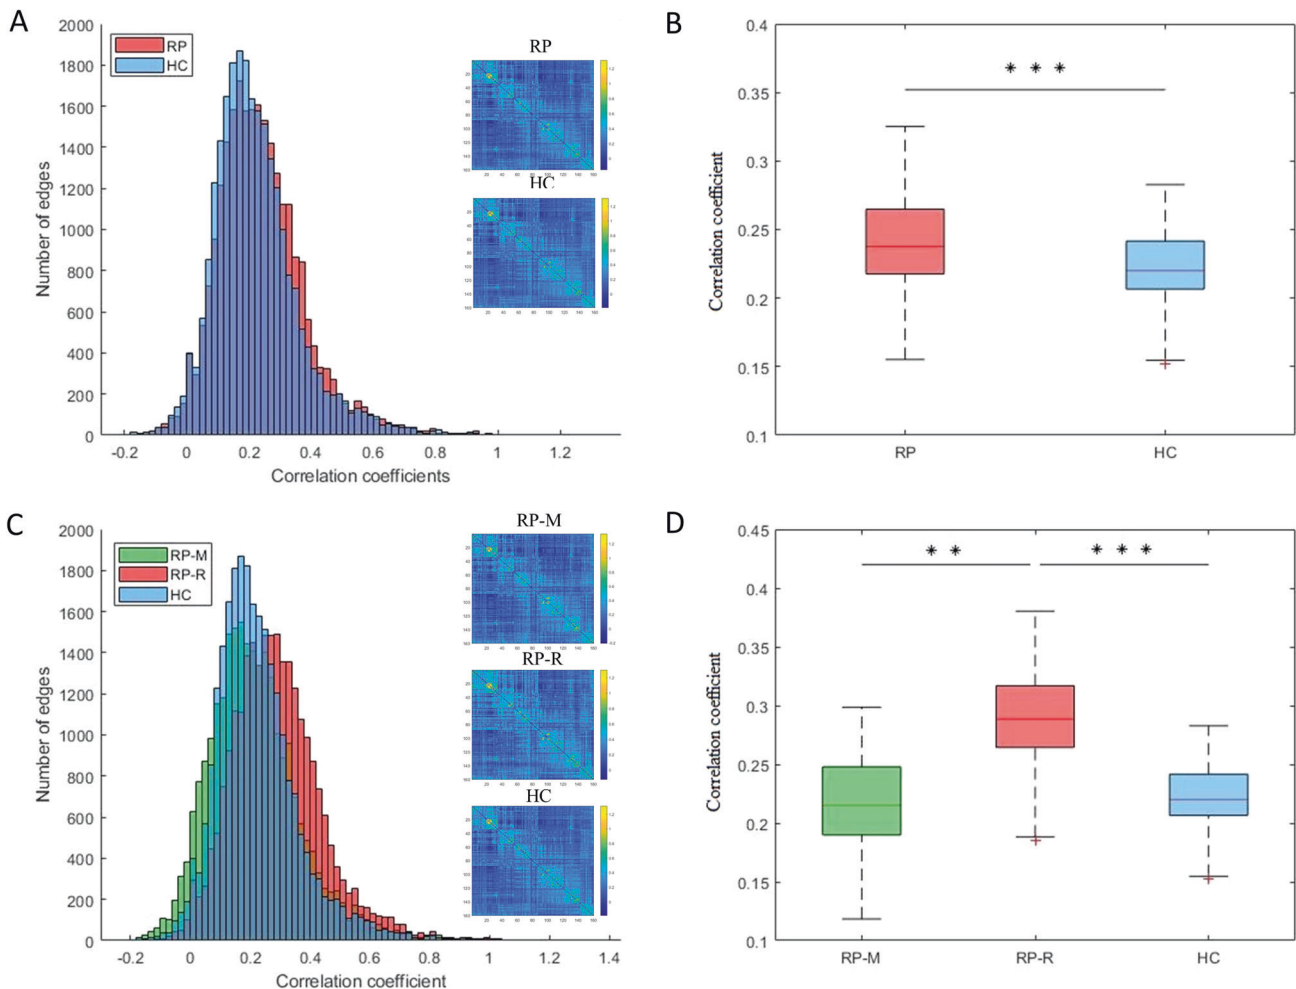 A
2000
1800
1600
1400
1200
1000
800
600
400
200
0
Number of edges
RP
HC
-0.2 0 0.2 0.4 0.6 0.8 1 1.2
Correlation coefficients
RP
HC
B
0.4
0.35
0.3
0.25
0.2
0.15
0.1
Correlation coefficient
* * *
RP HC
C
2000
1800
1600
1400
1200
1000
800
600
400
200
0
Number of edges
RP-M
RP-R
HC
-0.2 0 0.2 0.4 0.6 0.8 1 1.2 1.4
Correlation coefficient
RP-M
RP-R
HC
D
0.45
0.4
0.35
0.3
0.25
0.2
0.15
0.1
Correlation coefficient
* *
* * *
RP-M RP-R HC